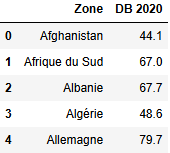 Zone DB 2020
0 Afghanistan 44.1
1 Afrique du Sud 67.0
2 Albanie 67.7
3 Algérie 48.6
4 Allemagne 79.7